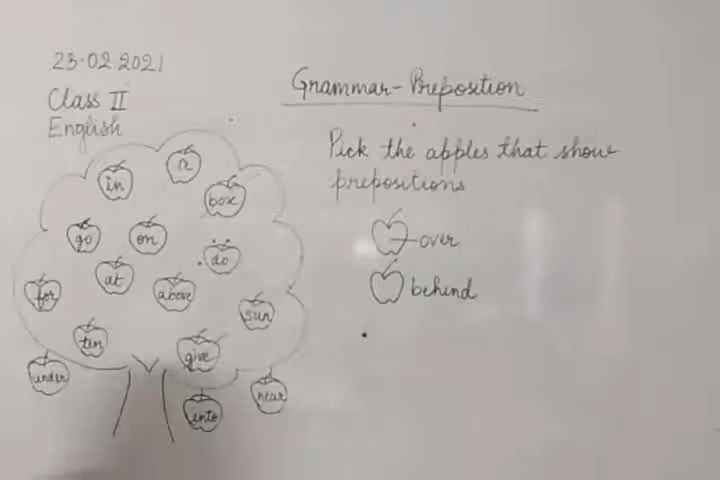 23.02.2021
Class II
English
Grammar-Preposition
Pick the apples that show
prepositions
over
behind
in
a
box
go
on
do
at
above
for
sun
ten
give
under
near
into